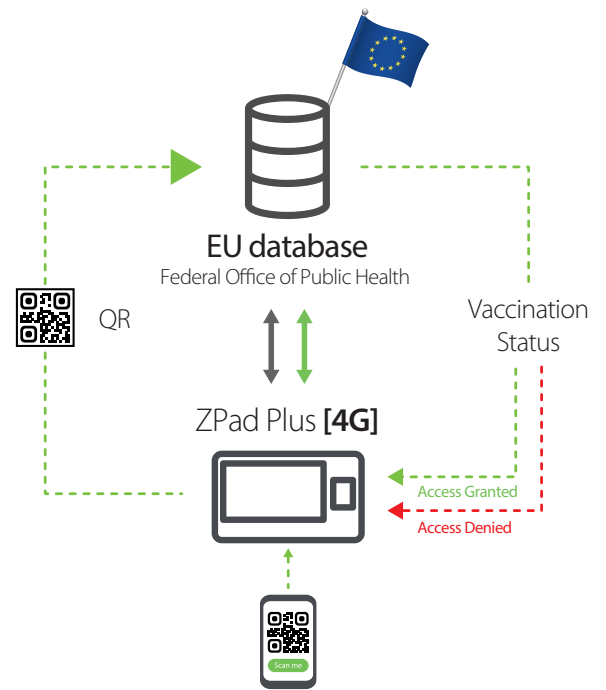 EU database
Federal Office of Public Health
QR
Vaccination
Status
ZPad Plus [4G]
Access Granted
Access Denied
Scan me